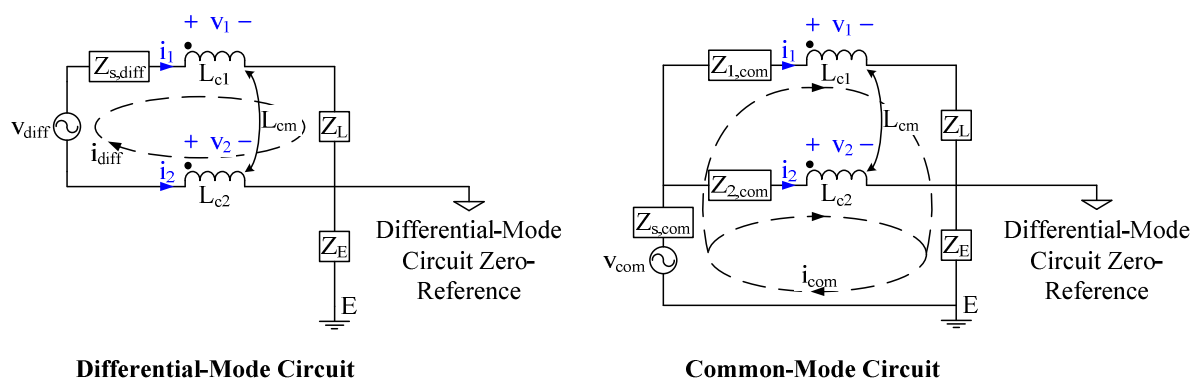 + v1 −
i1
Zs,diff
Lc1
vdiff
Lcm
ZL
idiff
+ v2 −
i2
Lc2
ZE
E
Differential-Mode
Circuit Zero-
Reference
Differential-Mode Circuit
+ v1 −
i1
Z1,com
Lc1
Lcm
ZL
+ v2 −
i2
Z2,com
Lc2
Zs,com
vcom
icom
ZE
E
Differential-Mode
Circuit Zero-
Reference
Common-Mode Circuit